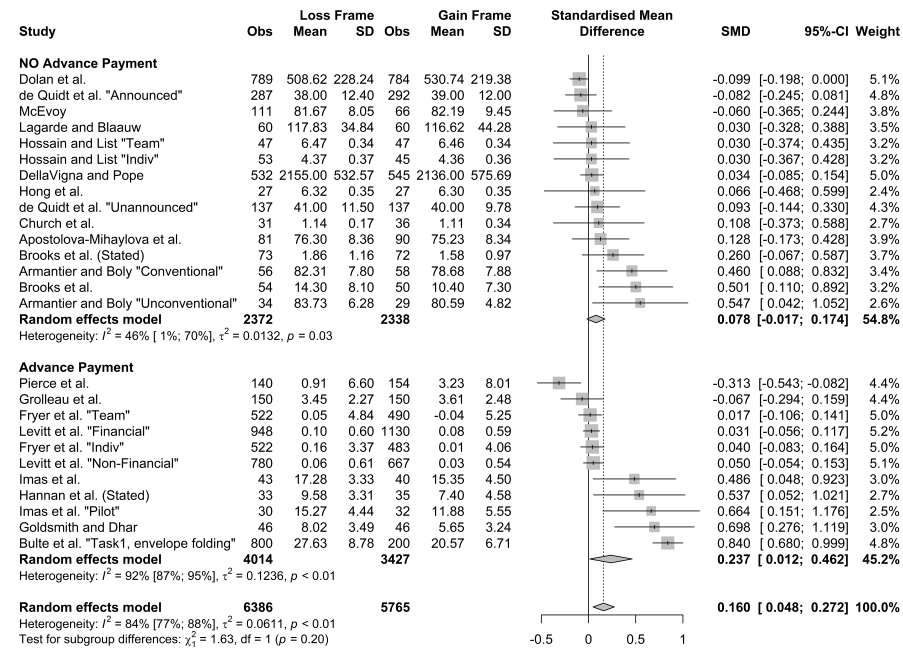 Loss Frame Gain Frame Standardised Mean
Study Obs Mean SD Obs Mean SD Difference SMD 95%-CI Weight
NO Advance Payment
Dolan et al. 789 508.62 228.24 784 530.74 219.38 -0.099 [-0.198; 0.000] 5.1%
de Quidt et al. "Announced" 287 38.00 12.40 292 39.00 12.00 -0.082 [-0.245; 0.081] 4.8%
McEvoy 111 81.67 8.05 66 82.19 9.45 -0.060 [-0.365; 0.244] 3.8%
Lagarde and Blaauw 60 117.83 34.84 60 116.62 44.28 0.030 [-0.328; 0.388] 3.5%
Hossain and List "Team" 47 6.47 0.34 47 6.46 0.34 0.030 [-0.374; 0.435] 3.2%
Hossain and List "Indiv" 53 4.37 0.37 45 4.36 0.36 0.030 [-0.367; 0.428] 3.2%
DellaVigna and Pope 532 2155.00 532.57 545 2136.00 575.69 0.034 [-0.085; 0.154] 5.0%
Hong et al. 27 6.32 0.35 27 6.30 0.35 0.066 [-0.468; 0.599] 2.4%
de Quidt et al. "Unannounced" 137 41.00 11.50 137 40.00 9.78 0.093 [-0.144; 0.330] 4.3%
Church et al. 31 1.14 0.17 36 1.11 0.34 0.108 [-0.373; 0.588] 2.7%
Apostolova-Mihaylova et al. 81 76.30 8.36 90 75.23 8.34 0.128 [-0.173; 0.428] 3.9%
Brooks et al. (Stated) 73 1.86 1.16 72 1.58 0.97 0.260 [-0.067; 0.587] 3.7%
Armantier and Boly "Conventional" 56 82.31 7.80 58 78.68 7.88 0.460 [ 0.088; 0.832] 3.4%
Brooks et al. 54 14.30 8.10 50 10.40 7.30 0.501 [ 0.110; 0.892] 3.2%
Armantier and Boly "Unconventional" 34 83.73 6.28 29 80.59 4.82 0.547 [ 0.042; 1.052] 2.6%
Random effects model 2372 2338 0.078 [-0.017; 0.174] 54.8%
Heterogeneity: I² = 46% [ 1%; 70%], τ² = 0.0132, p = 0.03
Advance Payment
Pierce et al. 140 0.91 6.60 154 3.23 8.01 -0.313 [-0.543; -0.082] 4.4%
Grolleau et al. 150 3.45 2.27 150 3.61 2.48 -0.067 [-0.294; 0.159] 4.4%
Fryer et al. "Team" 522 0.05 4.84 490 -0.04 5.25 0.017 [-0.106; 0.141] 5.0%
Levitt et al. "Financial" 948 0.10 0.60 1130 0.08 0.59 0.031 [-0.056; 0.117] 5.2%
Fryer et al. "Indiv" 522 0.16 3.37 483 0.01 4.06 0.040 [-0.083; 0.164] 5.0%
Levitt et al. "Non-Financial" 780 0.06 0.61 667 0.03 0.54 0.050 [-0.054; 0.153] 5.1%
Imas et al. 43 17.28 3.33 40 15.35 4.50 0.486 [ 0.048; 0.923] 3.0%
Hannan et al. (Stated) 33 9.58 3.31 35 7.40 4.58 0.537 [ 0.052; 1.021] 2.7%
Imas et al. "Pilot" 30 15.27 4.44 32 11.88 5.55 0.664 [ 0.151; 1.176] 2.5%
Goldsmith and Dhar 46 8.02 3.49 46 5.65 3.24 0.698 [ 0.276; 1.119] 3.0%
Bulte et al. "Task1, envelope folding" 800 27.63 8.78 200 20.57 6.71 0.840 [ 0.680; 0.999] 4.8%
Random effects model 4014 3427 0.237 [ 0.012; 0.462] 45.2%
Heterogeneity: I² = 92% [87%; 95%], τ² = 0.1236, p < 0.01
Random effects model 6386 5765 0.160 [ 0.048; 0.272] 100.0%
Heterogeneity: I² = 84% [77%; 88%], τ² = 0.0611, p < 0.01
Test for subgroup differences: χ²₁ = 1.63, df = 1 (p = 0.20)
-0.5 0 0.5 1